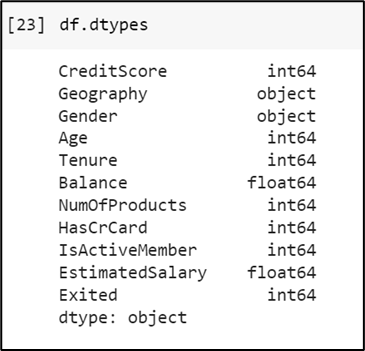 [23] df.dtypes
CreditScore int64
Geography object
Gender object
Age int64
Tenure int64
Balance float64
NumOfProducts int64
HasCrCard int64
IsActiveMember int64
EstimatedSalary float64
Exited int64
dtype: object